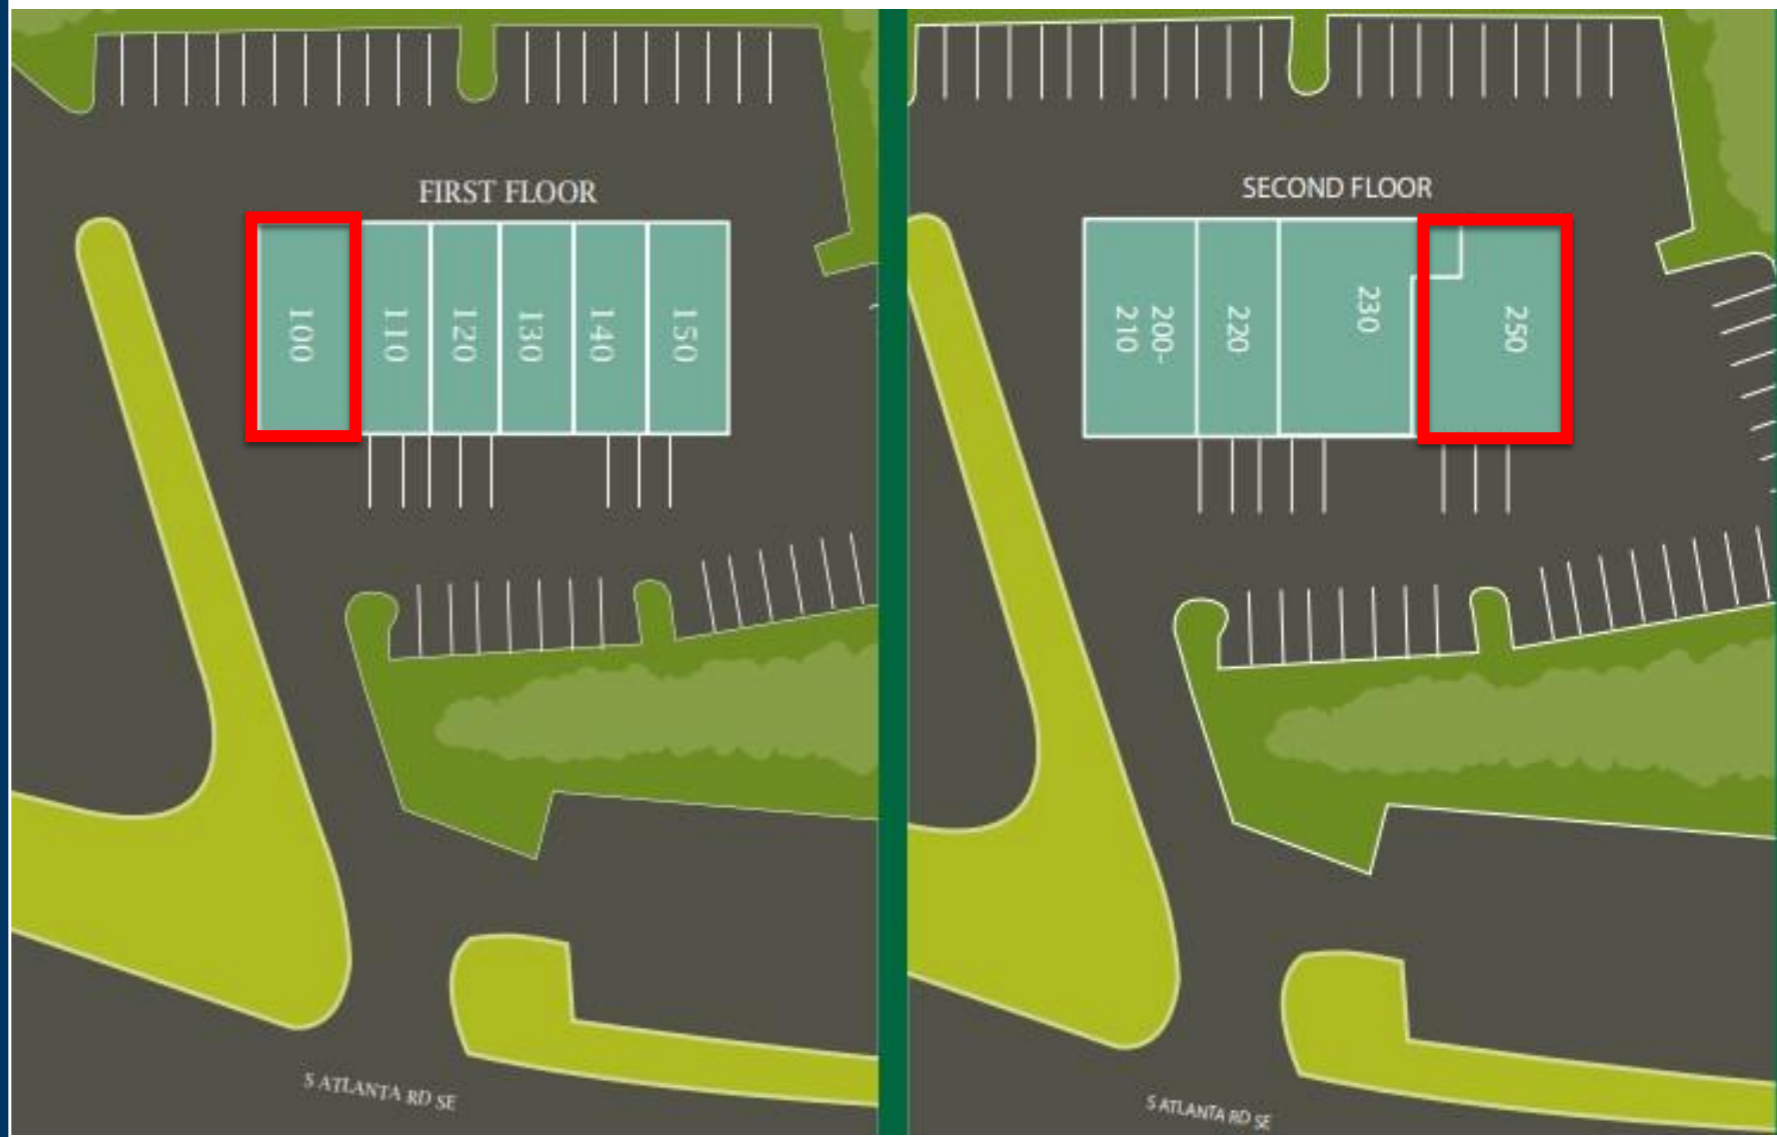 FIRST FLOOR
100
110
120
130
140
150
S ATLANTA RD SE
SECOND FLOOR
200-
210
220
230
250
S ATLANTA RD SE